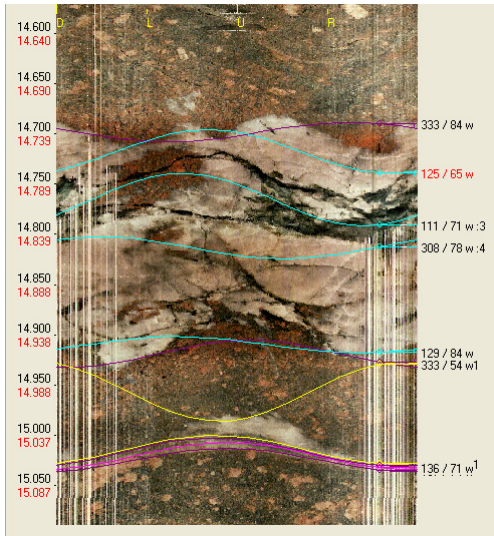 D L U R
14.600
14.640
14.650
14.690
14.700
14.739
14.750
14.789
14.800
14.839
14.850
14.888
14.900
14.938
14.950
14.988
15.000
15.037
15.050
15.087
333 / 84 w
125 / 65 w
111 / 71 w :3
308 / 78 w :4
129 / 84 w
333 / 54 w1
136 / 71 w 1